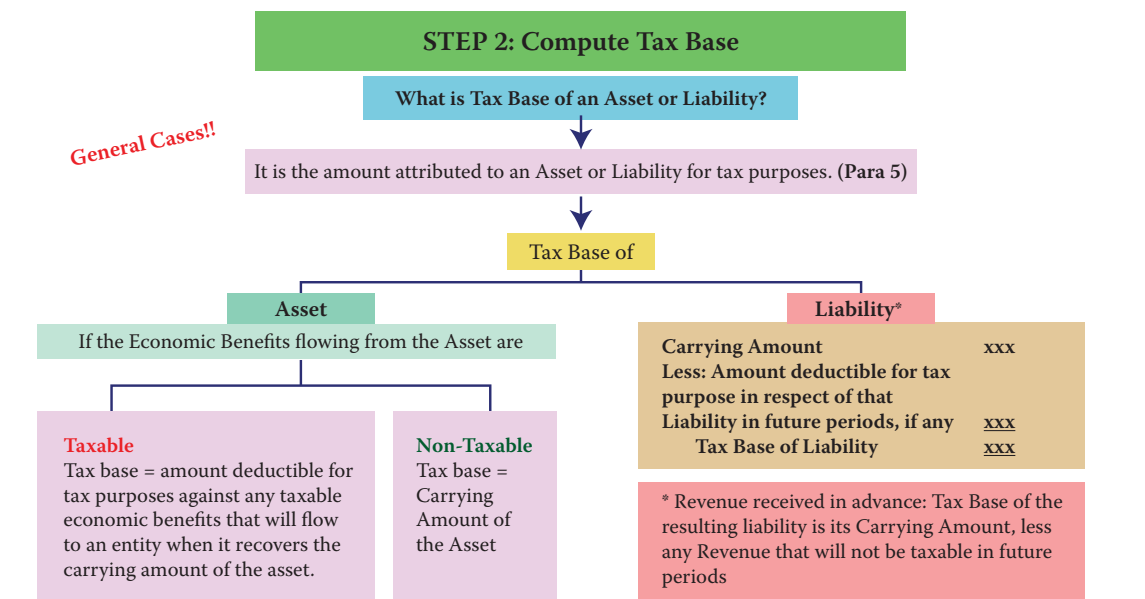 STEP 2: Compute Tax Base
What is Tax Base of an Asset or Liability?
General Cases!!
It is the amount attributed to an Asset or Liability for tax purposes. (Para 5)
Tax Base of
Asset
If the Economic Benefits flowing from the Asset are
Taxable
Tax base = amount deductible for
tax purposes against any taxable
economic benefits that will flow
to an entity when it recovers the
carrying amount of the asset.
Non-Taxable
Tax base =
Carrying
Amount of
the Asset
Liability*
Carrying Amount xxx
Less: Amount deductible for tax
purpose in respect of that
Liability in future periods, if any xxx
Tax Base of Liability xxx
* Revenue received in advance: Tax Base of the
resulting liability is its Carrying Amount, less
any Revenue that will not be taxable in future
periods